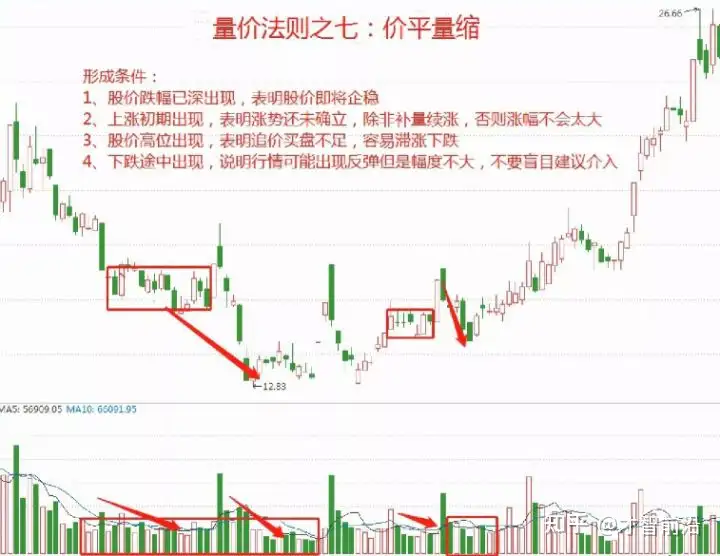 量价法则之七：价平量缩
26.66
形成条件：
1、股价跌幅已深出现，表明股价即将企稳
2、上涨初期出现，表明涨势还未确立，除非补量续涨，否则涨幅不会太大
3、股价高位出现，表明追价买盘不足，容易滞涨下跌
4、下跌途中出现，说明行情可能出现反弹但是幅度不大，不要盲目建议介入
12.83
MA5: 56909.05 MA10: 66091.95
知乎 @才智前沿